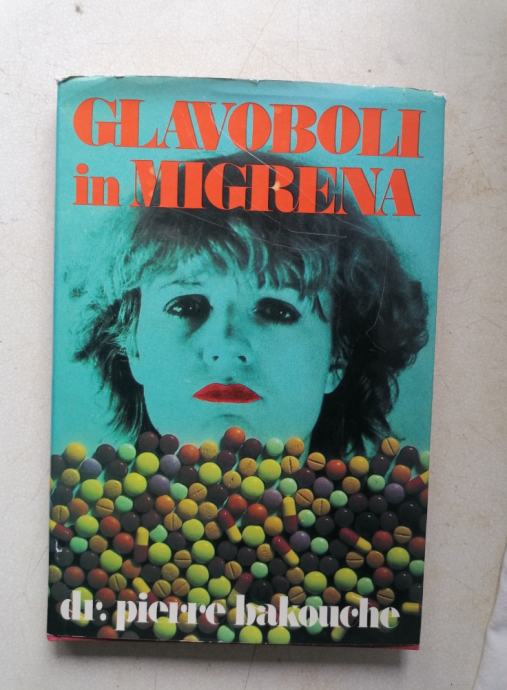 GLAVOBOLI
in MIGRENA
dr. pierre bakouche